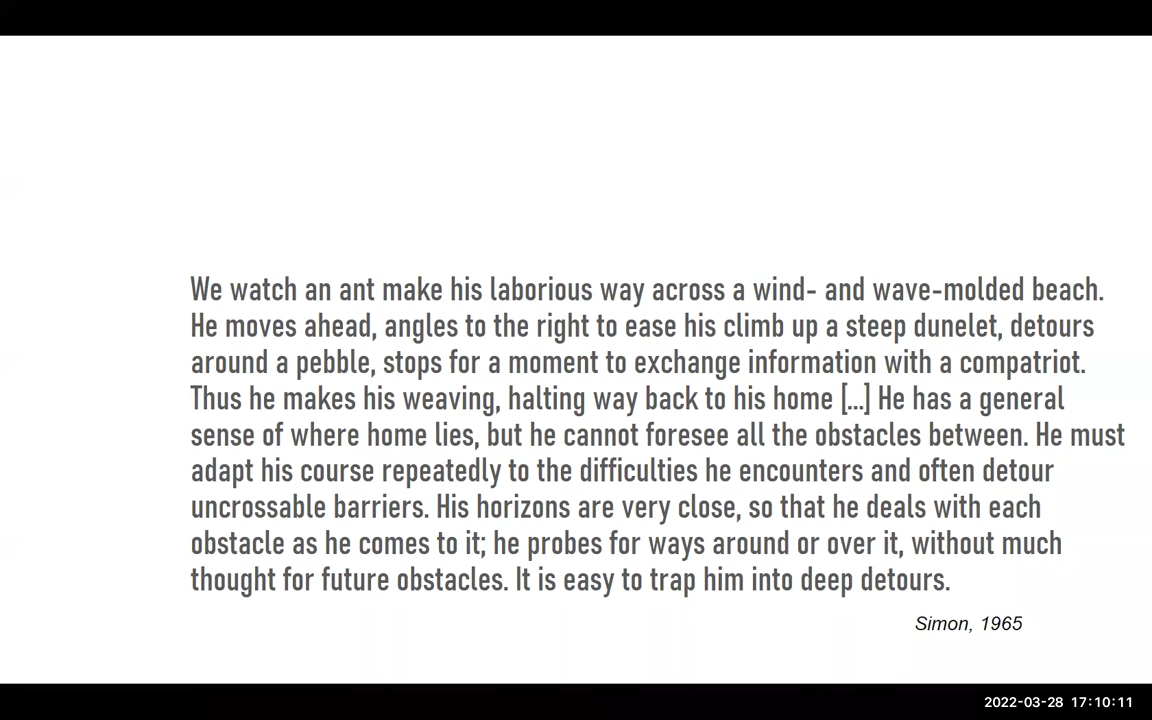 We watch an ant make his laborious way across a wind- and wave-molded beach.
He moves ahead, angles to the right to ease his climb up a steep dunelet, detours
around a pebble, stops for a moment to exchange information with a compatriot.
Thus he makes his weaving, halting way back to his home [...] He has a general
sense of where home lies, but he cannot foresee all the obstacles between. He must
adapt his course repeatedly to the difficulties he encounters and often detour
uncrossable barriers. His horizons are very close, so that he deals with each
obstacle as he comes to it; he probes for ways around or over it, without much
thought for future obstacles. It is easy to trap him into deep detours.
Simon, 1965
2022-03-28 17:10:11